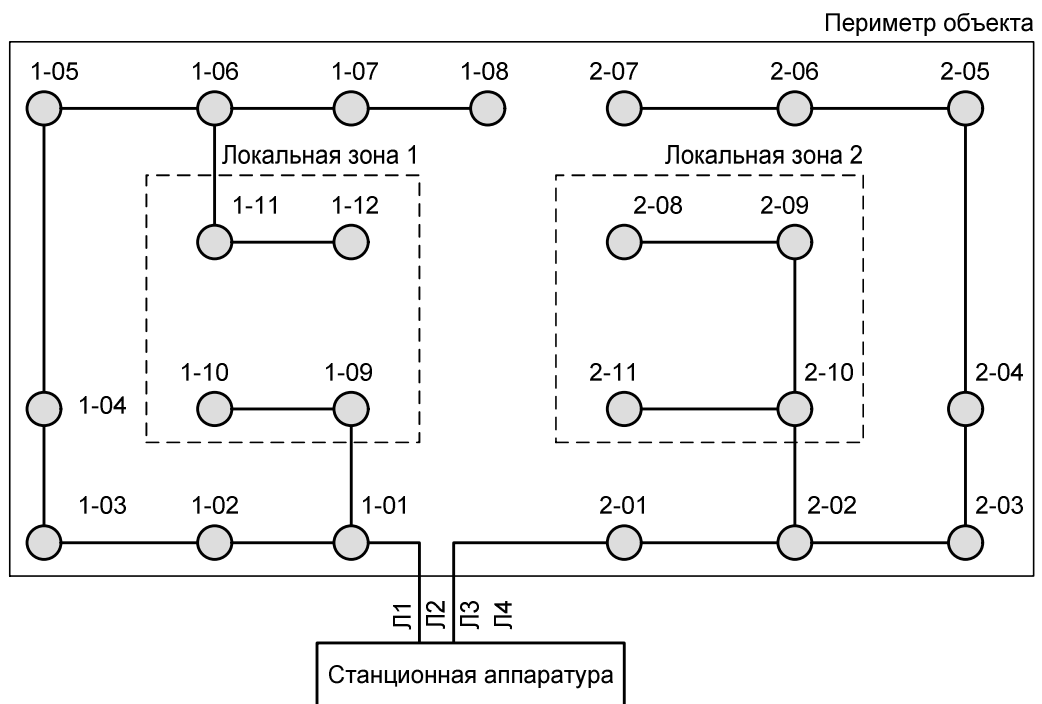 Периметр объекта
1-05 1-06 1-07 1-08 2-07 2-06 2-05
Локальная зона 1 Локальная зона 2
1-11 1-12 2-08 2-09
1-10 1-09 2-11 2-10 2-04
1-04
1-03 1-02 1-01 2-01 2-02 2-03
Л1 Л2 Л3 Л4
Станционная аппаратура